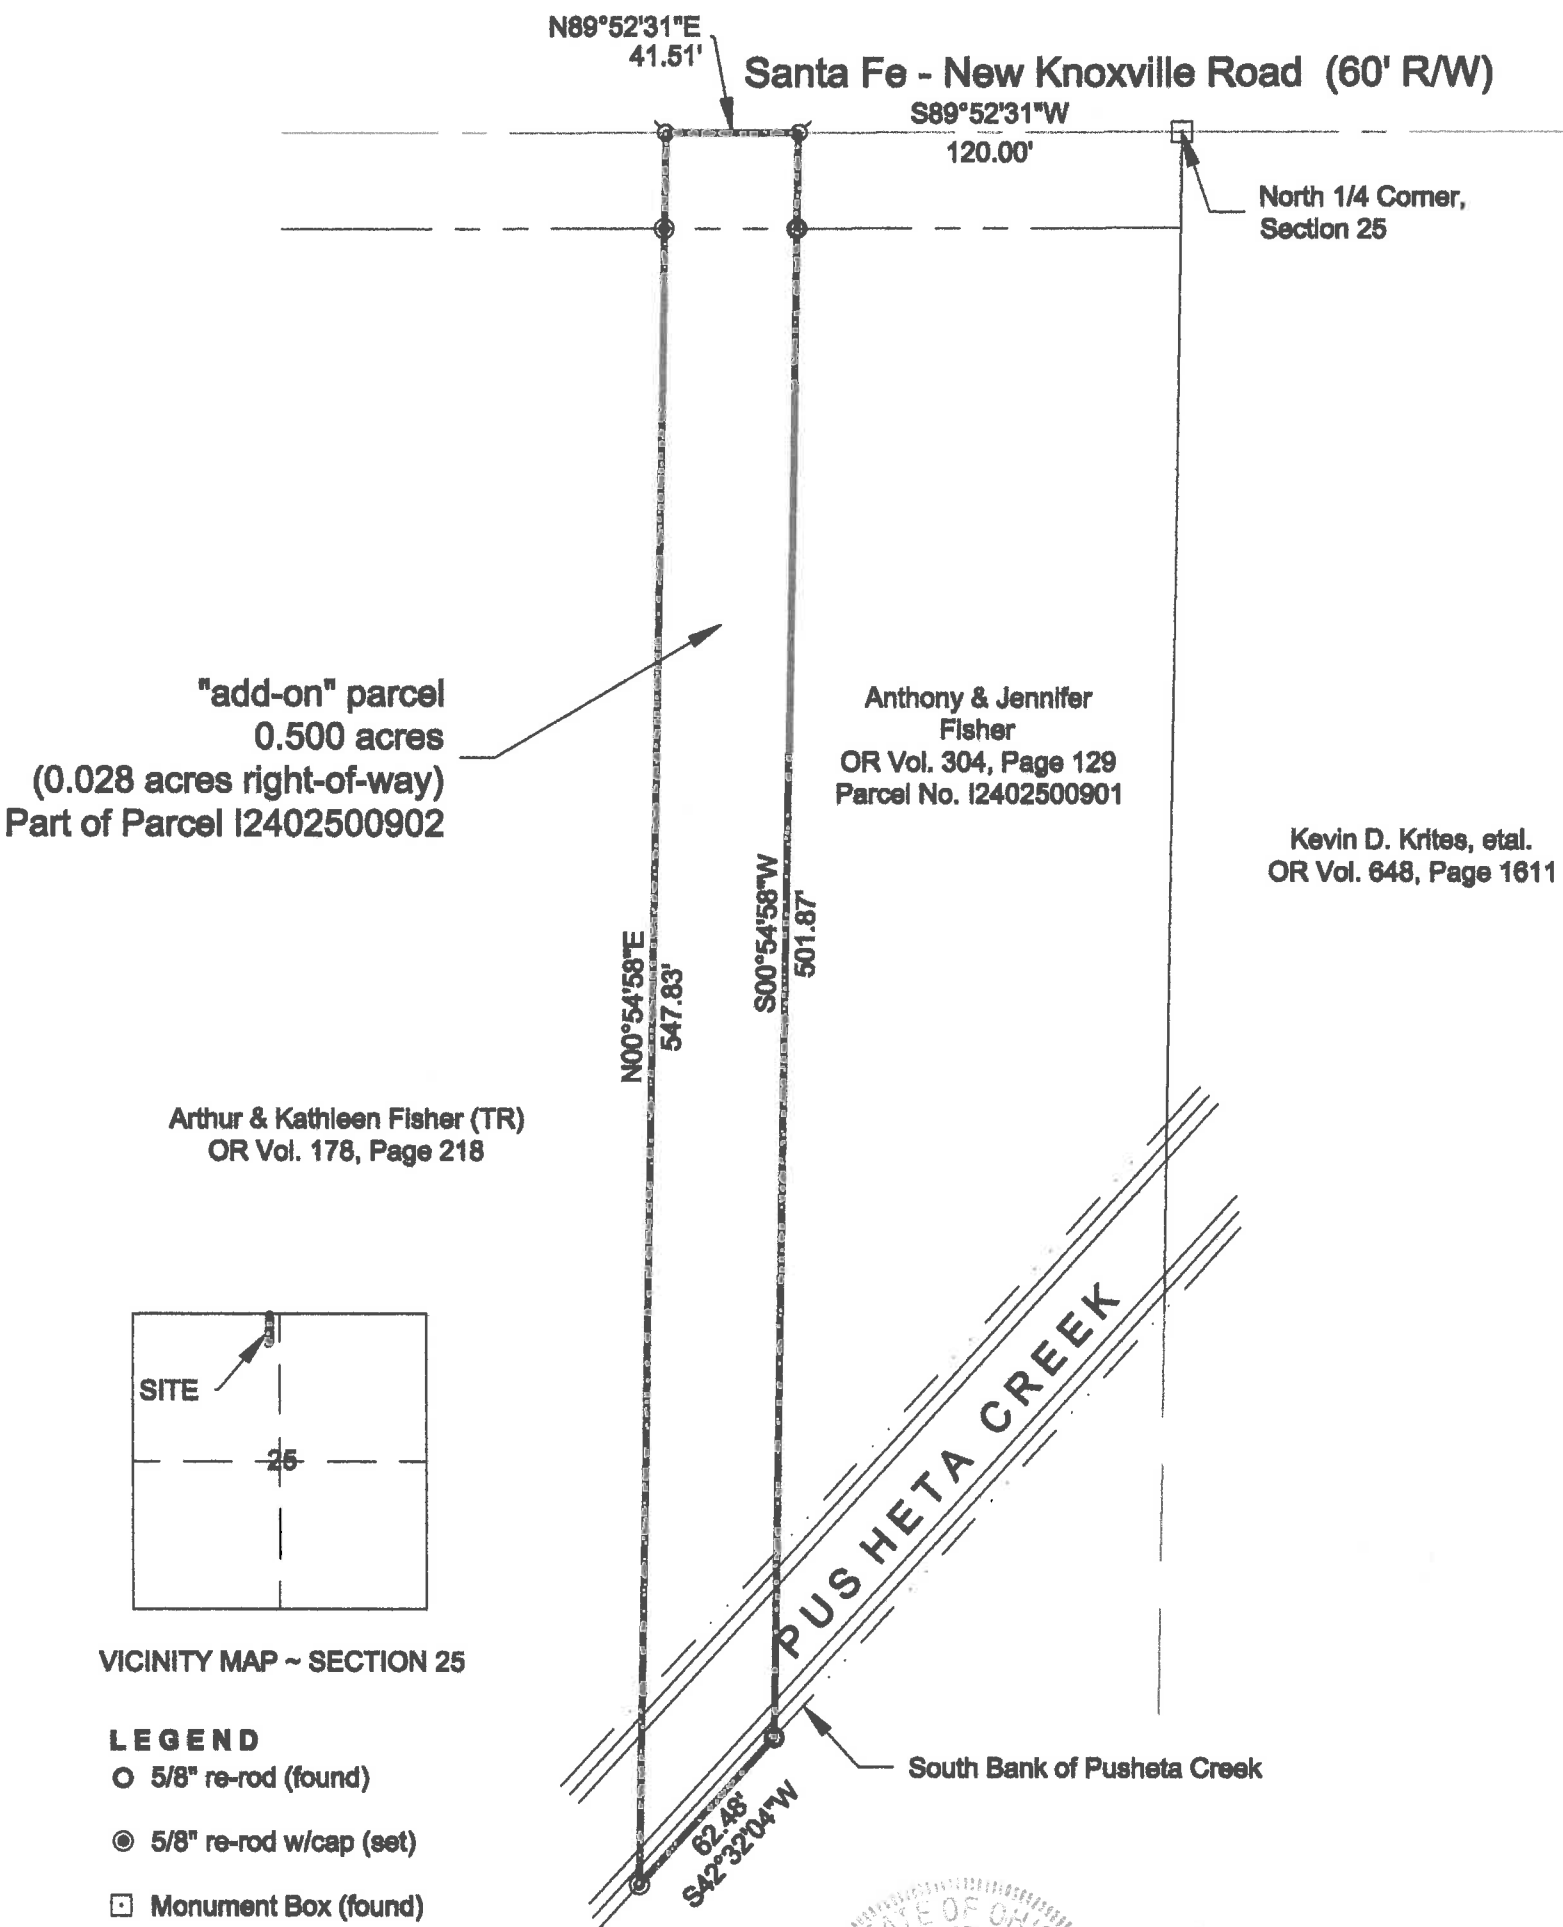 N89°52'31"E
41.51'
Santa Fe - New Knoxville Road (60' R/W)
S89°52'31"W
120.00'
North 1/4 Corner,
Section 25
"add-on" parcel
0.500 acres
(0.028 acres right-of-way)
Part of Parcel I2402500902
Anthony & Jennifer
Fisher
OR Vol. 304, Page 129
Parcel No. I2402500901
Kevin D. Krites, etal.
OR Vol. 648, Page 1611
N00°54'58"E
547.83'
S00°54'58"W
501.87'
Arthur & Kathleen Fisher (TR)
OR Vol. 178, Page 218
SITE
25
VICINITY MAP ~ SECTION 25
PUSHETA CREEK
South Bank of Pusheta Creek
62.48'
S42°32'04"W
LEGEND
5/8" re-rod (found)
5/8" re-rod w/cap (set)
Monument Box (found)
OF